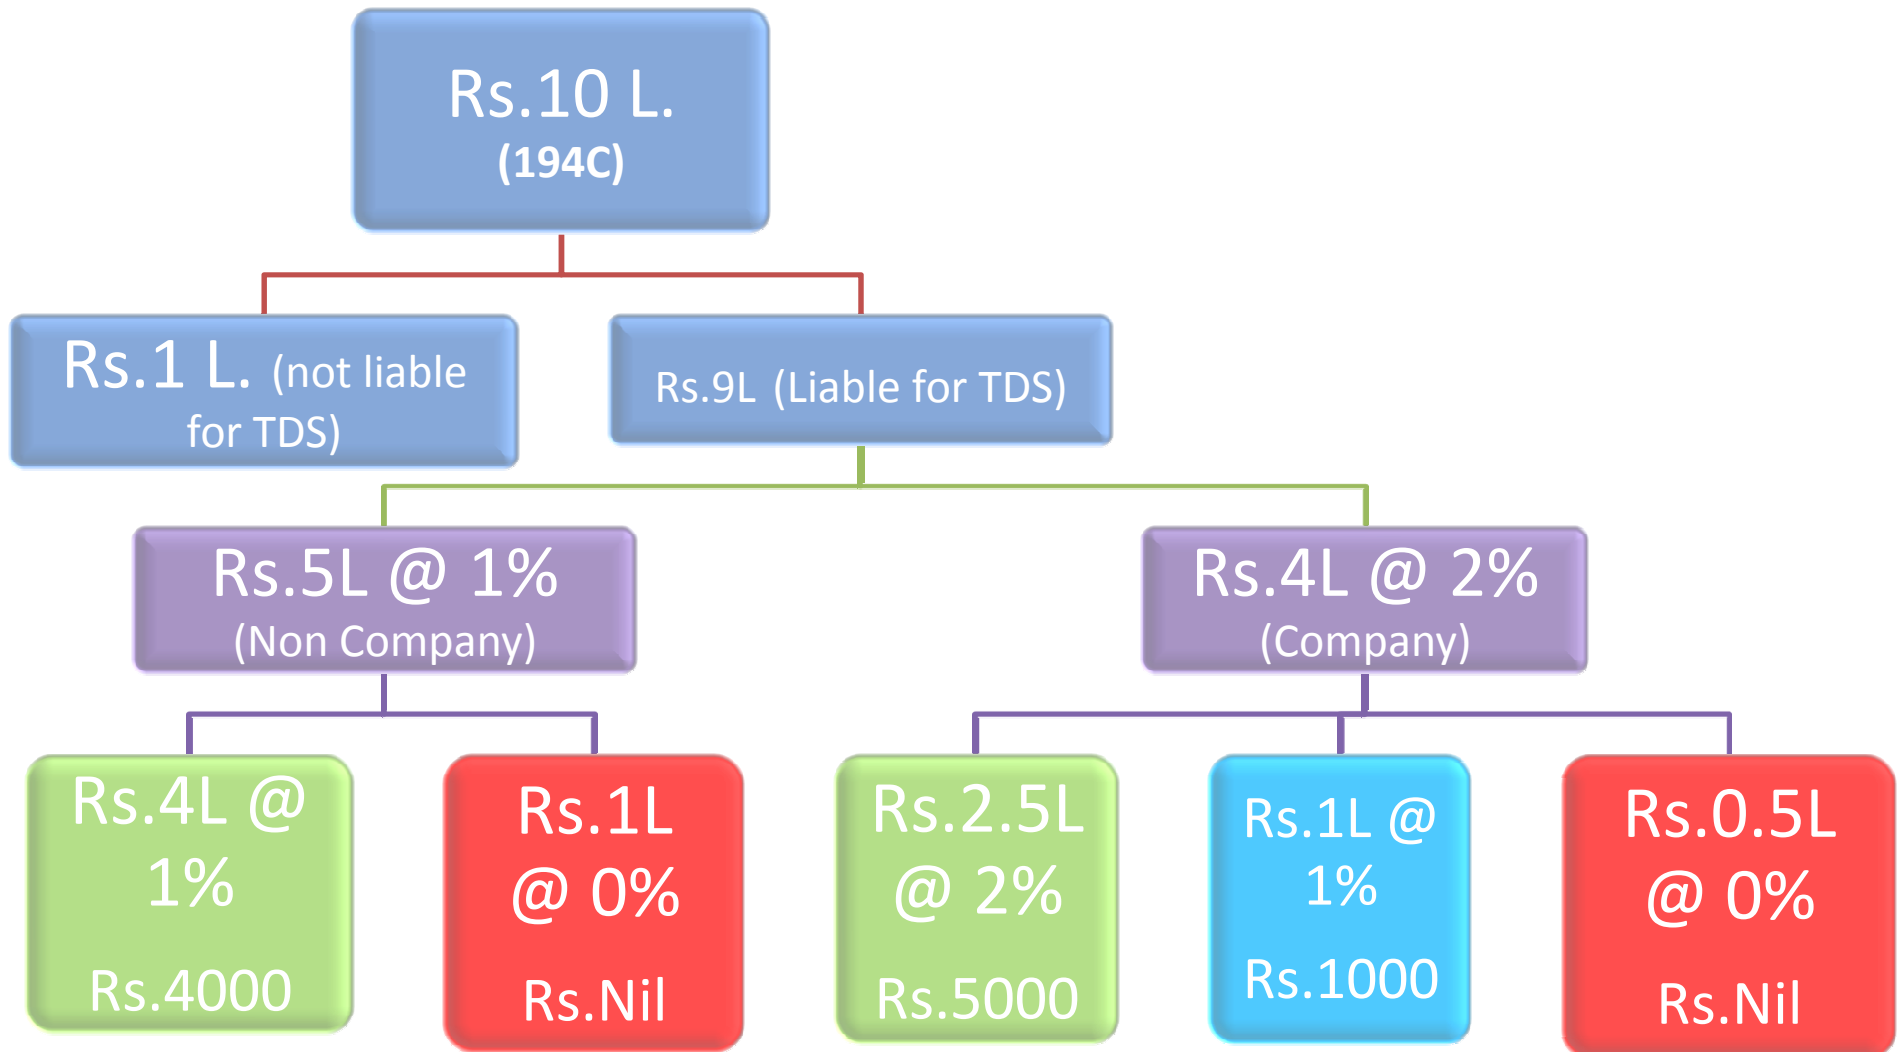 Rs.10 L.
(194C)
Rs.1 L. (not liable
for TDS)
Rs.9L (Liable for TDS)
Rs.5L @ 1%
(Non Company)
Rs.4L @ 2%
(Company)
Rs.4L @
1%
Rs.4000
Rs.1L
@ 0%
Rs.Nil
Rs.2.5L
@ 2%
Rs.5000
Rs.1L @
1%
Rs.1000
Rs.0.5L
@ 0%
Rs.Nil